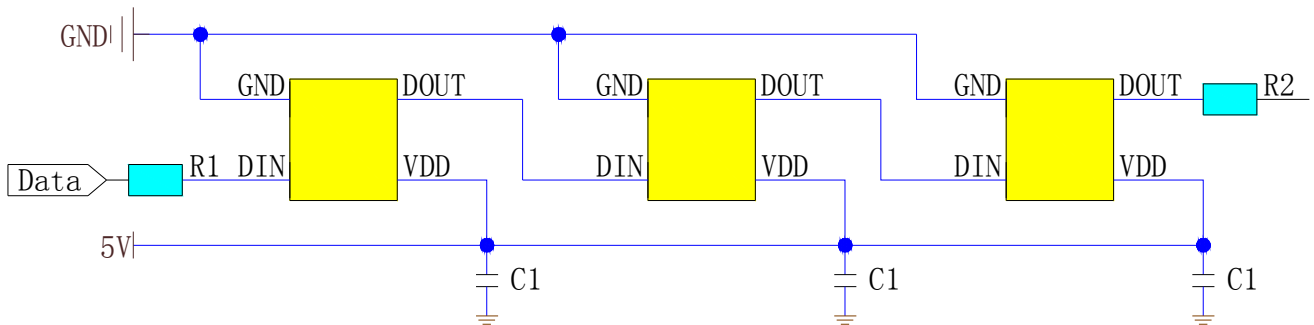 GND
GND DOUT GND DOUT GND DOUT R2
Data R1 DIN VDD DIN VDD DIN VDD
5V
C1 C1 C1